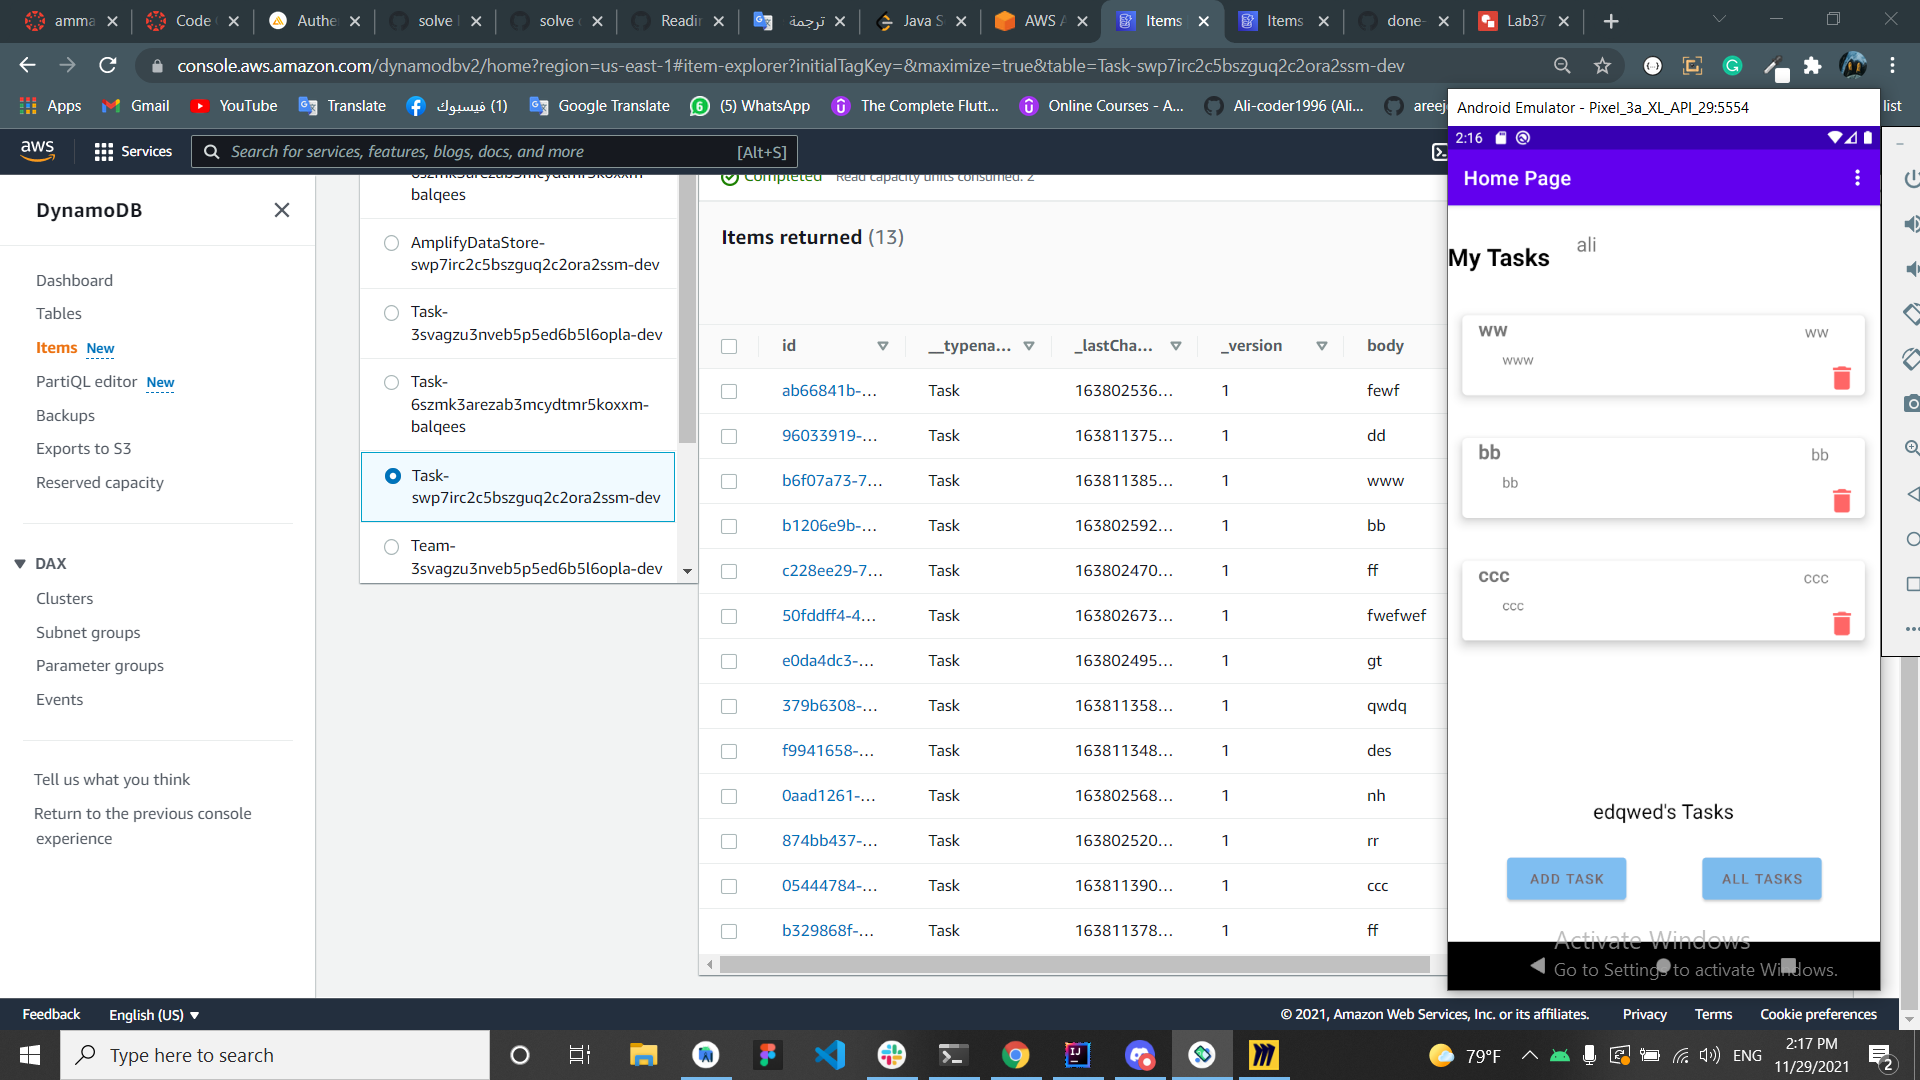 amma
Code
Authe
solve
solve
Readin
ترجمة
Java S
AWS A
Items
Items
done-
Lab37
console.aws.amazon.com/dynamodbv2/home?region=us-east-1#item-explorer?initialTagKey=&maximize=true&table=Task-swp7irc2c5bszguq2c2ora2ssm-dev
Apps
Gmail
YouTube
Translate
(1) فيسبوك
Google Translate
(5) WhatsApp
The Complete Flutt...
Online Courses - A...
Ali-coder1996 (Ali...
list
aws
Services
Search for services, features, blogs, docs, and more
[Alt+S]
DynamoDB
Dashboard
Tables
Items New
PartiQL editor New
Backups
Exports to S3
Reserved capacity
DAX
Clusters
Subnet groups
Parameter groups
Events
Tell us what you think
Return to the previous console
experience
6szmk3arezab3mcydtmr5koxxm-
balqees
AmplifyDataStore-
swp7irc2c5bszguq2c2ora2ssm-dev
Task-
3svagzu3nveb5p5ed6b5l6opla-dev
Task-
6szmk3arezab3mcydtmr5koxxm-
balqees
Task-
swp7irc2c5bszguq2c2ora2ssm-dev
Team-
3svagzu3nveb5p5ed6b5l6opla-dev
Completed Read capacity units consumed: 2
Items returned (13)
id __typena... _lastCha... _version body
ab66841b-... Task 163802536... 1 fewf
96033919-... Task 163811375... 1 dd
b6f07a73-7... Task 163811385... 1 www
b1206e9b-... Task 163802592... 1 bb
c228ee29-7... Task 163802470... 1 ff
50fddff4-4... Task 163802673... 1 fwefwef
e0da4dc3-... Task 163802495... 1 gt
379b6308-... Task 163811358... 1 qwdq
f9941658-... Task 163811348... 1 des
0aad1261-... Task 163802568... 1 nh
874bb437-... Task 163802520... 1 rr
05444784-... Task 163811390... 1 ccc
b329868f-... Task 163811378... 1 ff
Android Emulator - Pixel_3a_XL_API_29:5554
2:16
Home Page
My Tasks ali
ww ww
www
bb bb
bb
ccc ccc
ccc
edqwed's Tasks
ADD TASK ALL TASKS
Activate Windows
Go to Settings to activate Windows.
Feedback
English (US)
© 2021, Amazon Web Services, Inc. or its affiliates.
Privacy
Terms
Cookie preferences
Type here to search
79°F
ENG
2:17 PM
11/29/2021
2